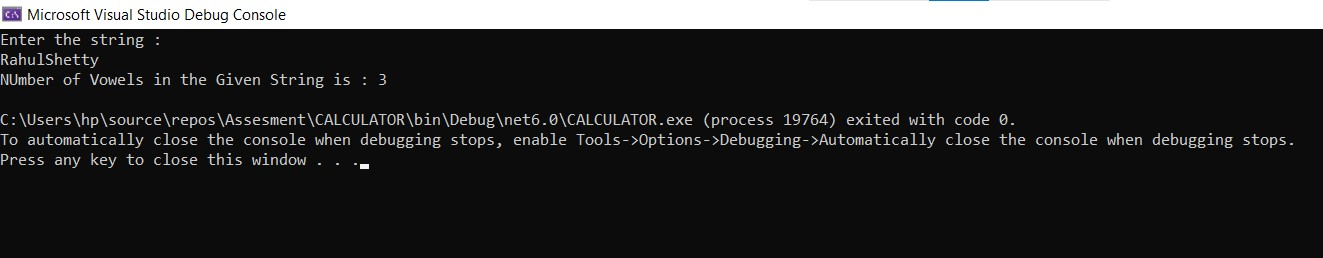 Microsoft Visual Studio Debug Console
Enter the string :
RahulShetty
NUmber of Vowels in the Given String is : 3
C:\Users\hp\source\repos\Assesment\CALCULATOR\bin\Debug\net6.0\CALCULATOR.exe (process 19764) exited with code 0.
To automatically close the console when debugging stops, enable Tools->Options->Debugging->Automatically close the console when debugging stops.
Press any key to close this window . . .